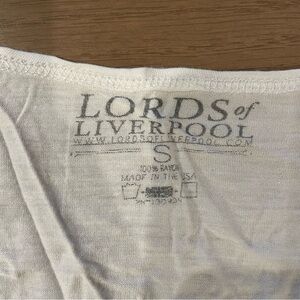 LORDS of
LIVERPOOL
WWW.LORDSOFLIVERPOOL.COM
S
100% RAYON
MADE IN THE USA